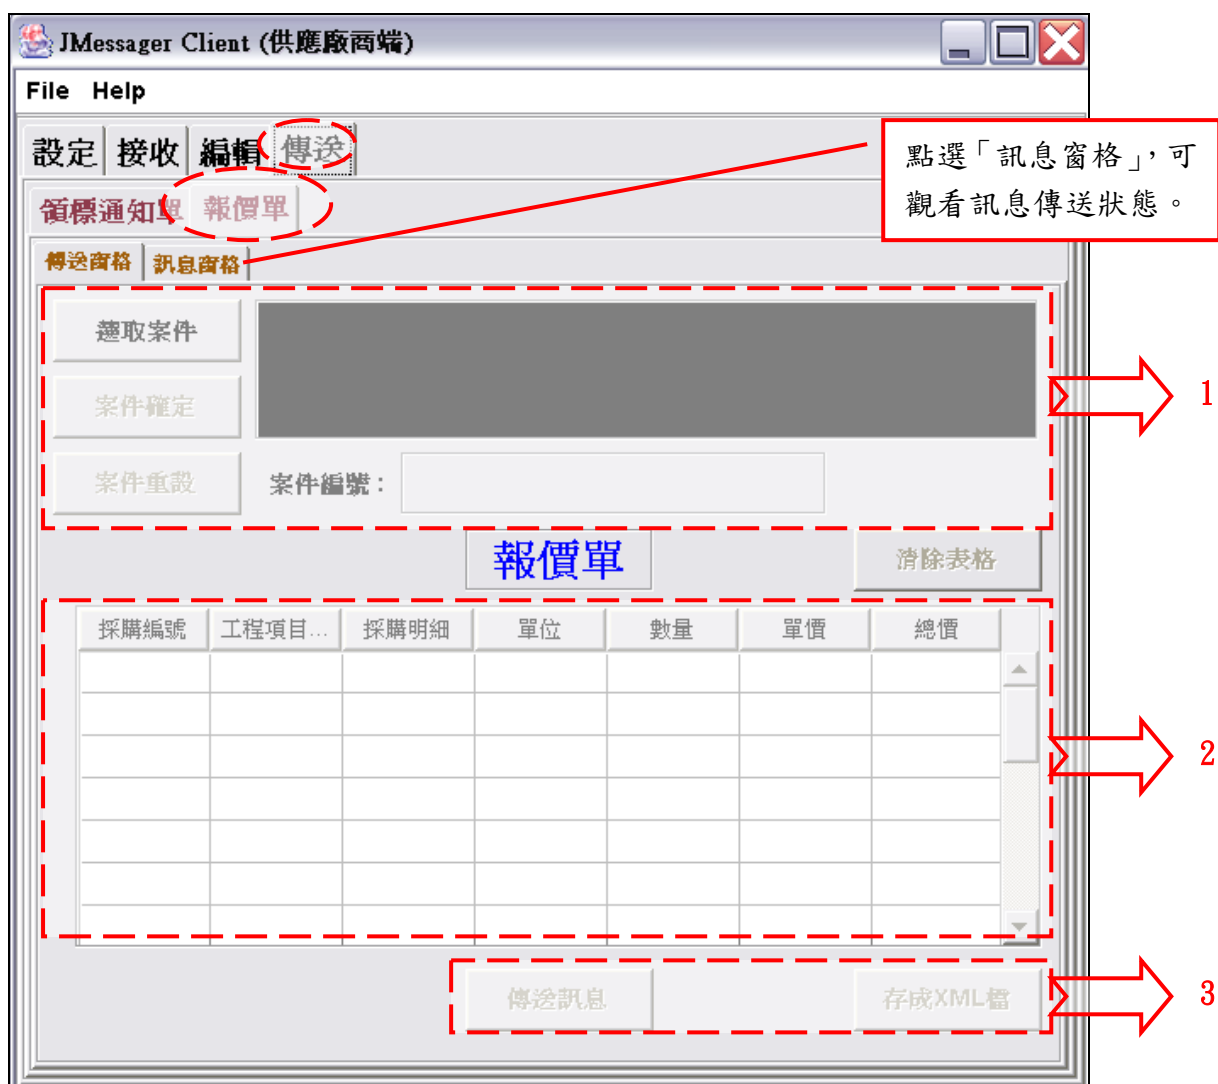 JMessager Client (供應廠商端)
File Help
設定 接收 編輯 傳送
點選「訊息窗格」，可
觀看訊息傳送狀態。
領標通知單 報價單
傳送窗格 訊息窗格
選取案件
案件確定
1
案件重設 案件編號：
報價單 清除表格
採購編號 工程項目... 採購明細 單位 數量 單價 總價
2
傳送訊息 存成XML檔 3